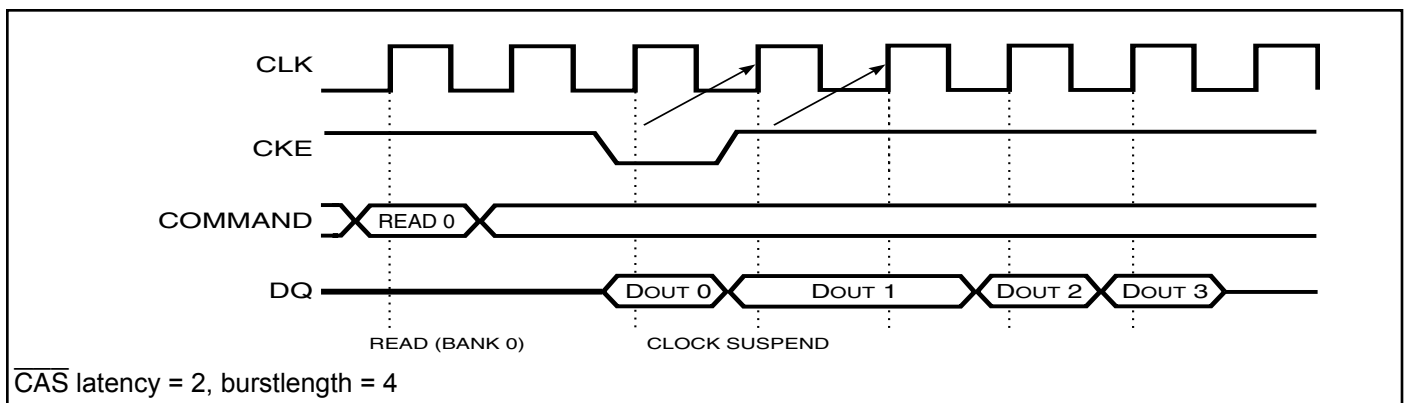 CLK
CKE
COMMAND READ 0
DQ DOUT 0 DOUT 1 DOUT 2 DOUT 3
READ (BANK 0) CLOCK SUSPEND
C̅A̅S̅ latency = 2, burstlength = 4